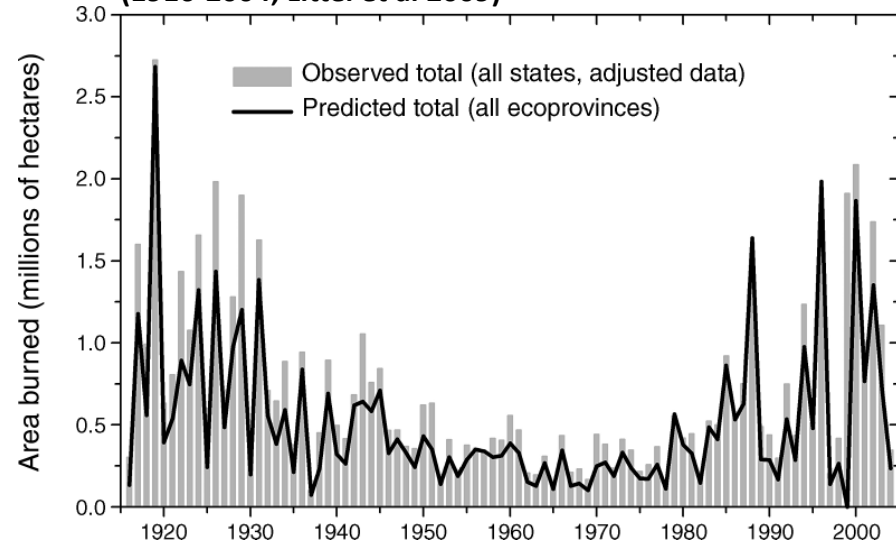 3.0
2.5
2.0
1.5
1.0
0.5
0.0
Area burned (millions of hectares)
Observed total (all states, adjusted data)
Predicted total (all ecoprovinces)
1920 1930 1940 1950 1960 1970 1980 1990 2000